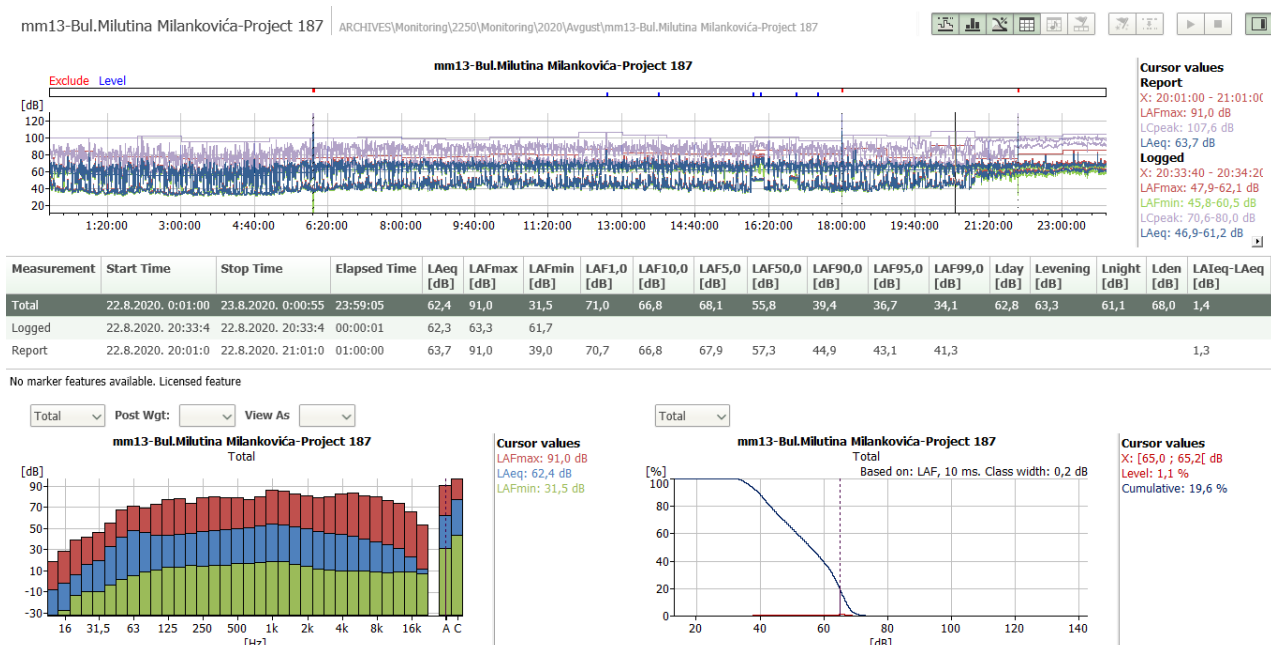 mm13-Bul.Milutina Milankovića-Project 187
ARCHIVES\Monitoring\2250\Monitoring\2020\Avgust\mm13-Bul.Milutina Milankovića-Project 187
mm13-Bul.Milutina Milankovića-Project 187
Exclude Level
[dB]
120
100
80
60
40
20
1:20:00 3:00:00 4:40:00 6:20:00 8:00:00 9:40:00 11:20:00 13:00:00 14:40:00 16:20:00 18:00:00 19:40:00 21:20:00 23:00:00
Cursor values
Report
X: 20:01:00 - 21:01:00
LAFmax: 91,0 dB
LCpeak: 107,6 dB
LAeq: 63,7 dB
Logged
X: 20:33:40 - 20:34:20
LAFmax: 47,9-62,1 dB
LAFmin: 45,8-60,5 dB
LCpeak: 70,6-80,0 dB
LAeq: 46,9-61,2 dB
Measurement Start Time Stop Time Elapsed Time LAeq [dB] LAFmax [dB] LAFmin [dB] LAF1,0 [dB] LAF10,0 [dB] LAF5,0 [dB] LAF50,0 [dB] LAF90,0 [dB] LAF95,0 [dB] LAF99,0 [dB] Lday [dB] Levening [dB] Lnight [dB] Lden [dB] LAIeq-LAeq [dB]
Total 22.8.2020. 0:01:00 23.8.2020. 0:00:55 23:59:05 62,4 91,0 31,5 71,0 66,8 68,1 55,8 39,4 36,7 34,1 62,8 63,3 61,1 68,0 1,4
Logged 22.8.2020. 20:33:4 22.8.2020. 20:33:4 00:00:01 62,3 63,3 61,7
Report 22.8.2020. 20:01:0 22.8.2020. 21:01:0 01:00:00 63,7 91,0 39,0 70,7 66,8 67,9 57,3 44,9 43,1 41,3 1,3
No marker features available. Licensed feature
Total Post Wgt: View As
mm13-Bul.Milutina Milankovića-Project 187
Total
[dB]
90
70
50
30
10
-10
-30
16 31,5 63 125 250 500 1k 2k 4k 8k 16k A C
[Hz]
Cursor values
LAFmax: 91,0 dB
LAeq: 62,4 dB
LAFmin: 31,5 dB
Total
mm13-Bul.Milutina Milankovića-Project 187
Total
[%]
Based on: LAF, 10 ms. Class width: 0,2 dB
100
80
60
40
20
0
20 40 60 80 100 120 140
[dB]
Cursor values
X: [65,0 ; 65,2[ dB
Level: 1,1 %
Cumulative: 19,6 %